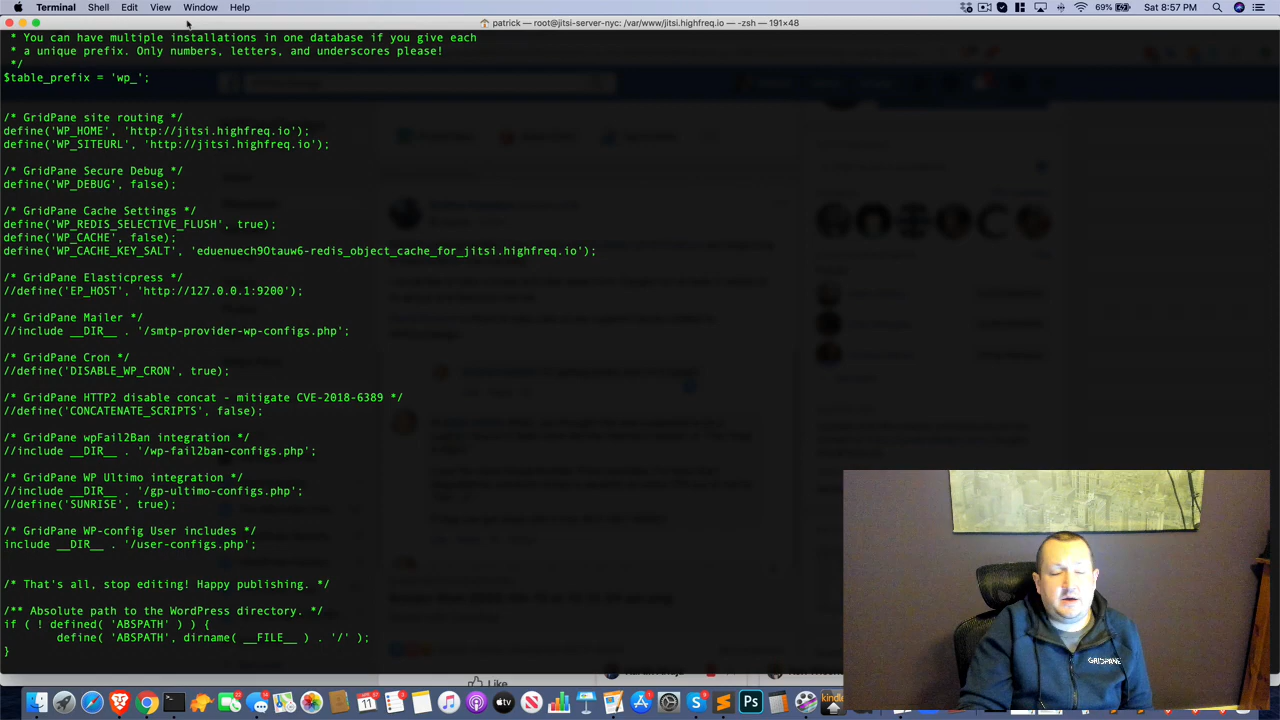 Terminal Shell Edit View Window Help
69% Sat 8:57 PM
patrick — root@jitsi-server-nyc: /var/www/jitsi.highfreq.io — -zsh — 191×48
* You can have multiple installations in one database if you give each
* a unique prefix. Only numbers, letters, and underscores please!
*/
$table_prefix = 'wp_';
/* GridPane site routing */
define('WP_HOME', 'http://jitsi.highfreq.io');
define('WP_SITEURL', 'http://jitsi.highfreq.io');
/* GridPane Secure Debug */
define('WP_DEBUG', false);
/* GridPane Cache Settings */
define('WP_REDIS_SELECTIVE_FLUSH', true);
define('WP_CACHE', false);
define('WP_CACHE_KEY_SALT', 'eduenuech9Otauw6-redis_object_cache_for_jitsi.highfreq.io');
/* GridPane Elasticpress */
//define('EP_HOST', 'http://127.0.0.1:9200');
/* GridPane Mailer */
//include __DIR__ . '/smtp-provider-wp-configs.php';
/* GridPane Cron */
//define('DISABLE_WP_CRON', true);
/* GridPane HTTP2 disable concat - mitigate CVE-2018-6389 */
//define('CONCATENATE_SCRIPTS', false);
/* GridPane wpFail2Ban integration */
//include __DIR__ . '/wp-fail2ban-configs.php';
/* GridPane WP Ultimo integration */
//include __DIR__ . '/gp-ultimo-configs.php';
//define('SUNRISE', true);
/* GridPane WP-config User includes */
include __DIR__ . '/user-configs.php';
/* That's all, stop editing! Happy publishing. */
/** Absolute path to the WordPress directory. */
if ( ! defined( 'ABSPATH' ) ) {
define( 'ABSPATH', dirname( __FILE__ ) . '/' );
}
GRIDPANE
Like
17
tv
Ps
kindle